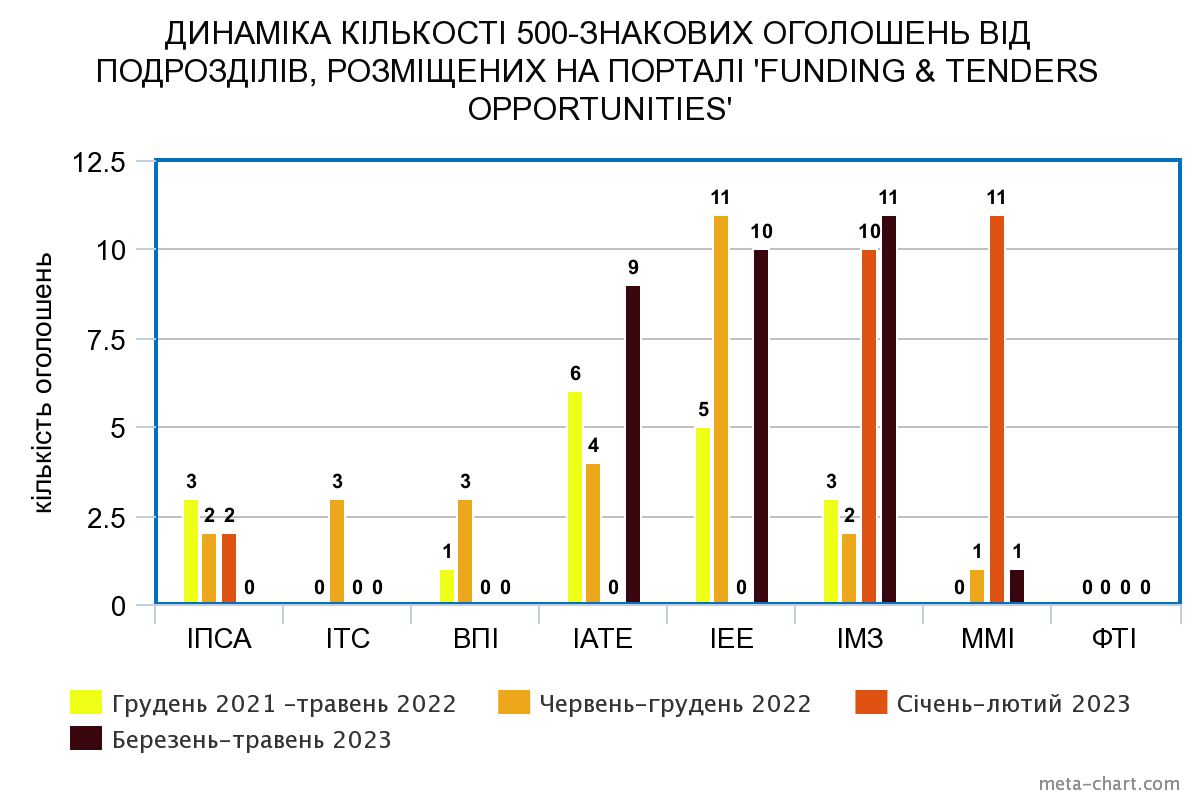 ДИНАМІКА КІЛЬКОСТІ 500-ЗНАКОВИХ ОГОЛОШЕНЬ ВІД
ПОДРОЗДІЛІВ, РОЗМІЩЕНИХ НА ПОРТАЛІ 'FUNDING & TENDERS
OPPORTUNITIES'
кількість оголошень
12.5
10
7.5
5
2.5
0
3 2 2 0
0 3 0 0
1 3 0 0
6 4 0 9
5 11 0 10
3 2 10 11
0 1 11 1
0 0 0 0
ІПСА ІТС ВПІ ІАТЕ ІЕЕ ІМЗ ММІ ФТІ
Грудень 2021 –травень 2022 Червень–грудень 2022 Січень–лютий 2023
Березень–травень 2023
meta-chart.com